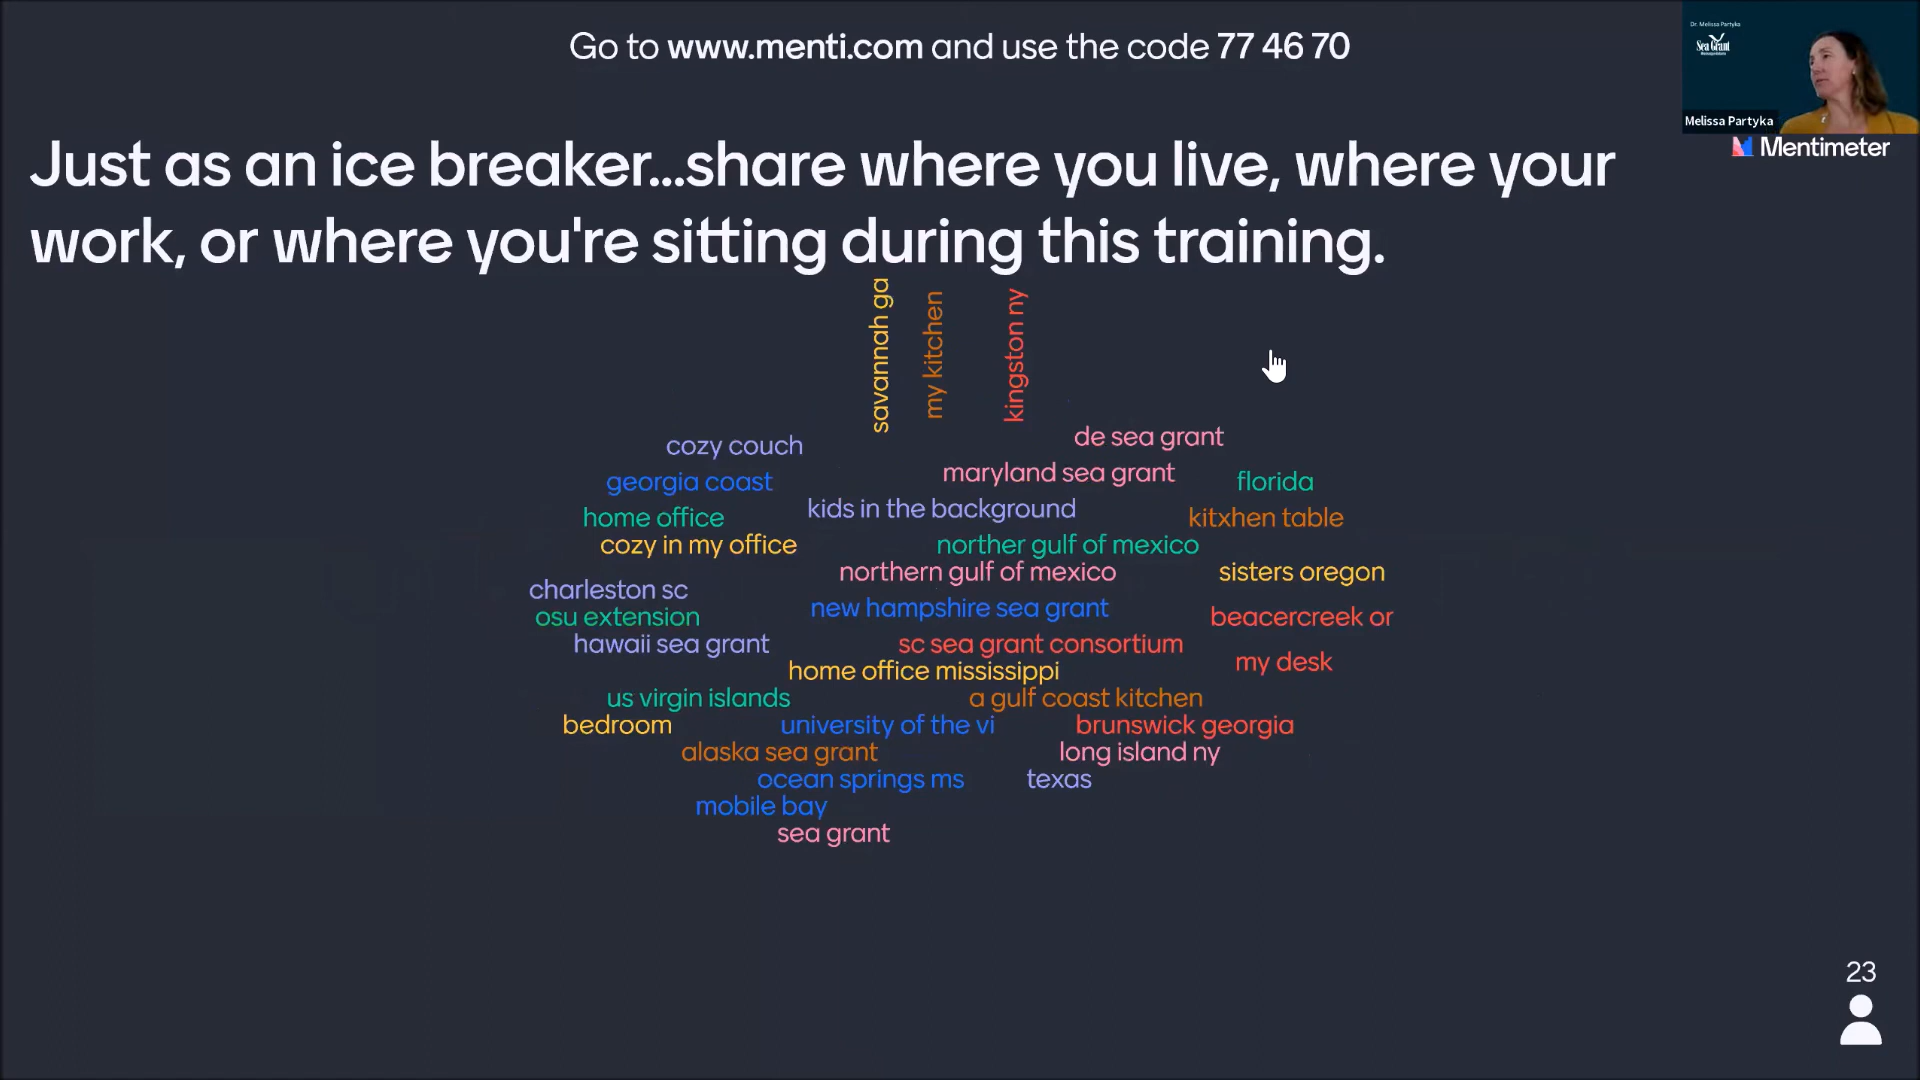 Go to www.menti.com and use the code 77 46 70
Dr. Melissa Partyka
Sea Grant
Melissa Partyka
Mentimeter
Just as an ice breaker...share where you live, where your
work, or where you're sitting during this training.
savannah ga
my kitchen
kingston ny
cozy couch
de sea grant
georgia coast
maryland sea grant
florida
home office
kids in the background
kitxhen table
cozy in my office
norther gulf of mexico
northern gulf of mexico
sisters oregon
charleston sc
new hampshire sea grant
osu extension
beacercreek or
hawaii sea grant
sc sea grant consortium
my desk
home office mississippi
us virgin islands
a gulf coast kitchen
bedroom
university of the vi
brunswick georgia
alaska sea grant
long island ny
ocean springs ms
texas
mobile bay
sea grant
23